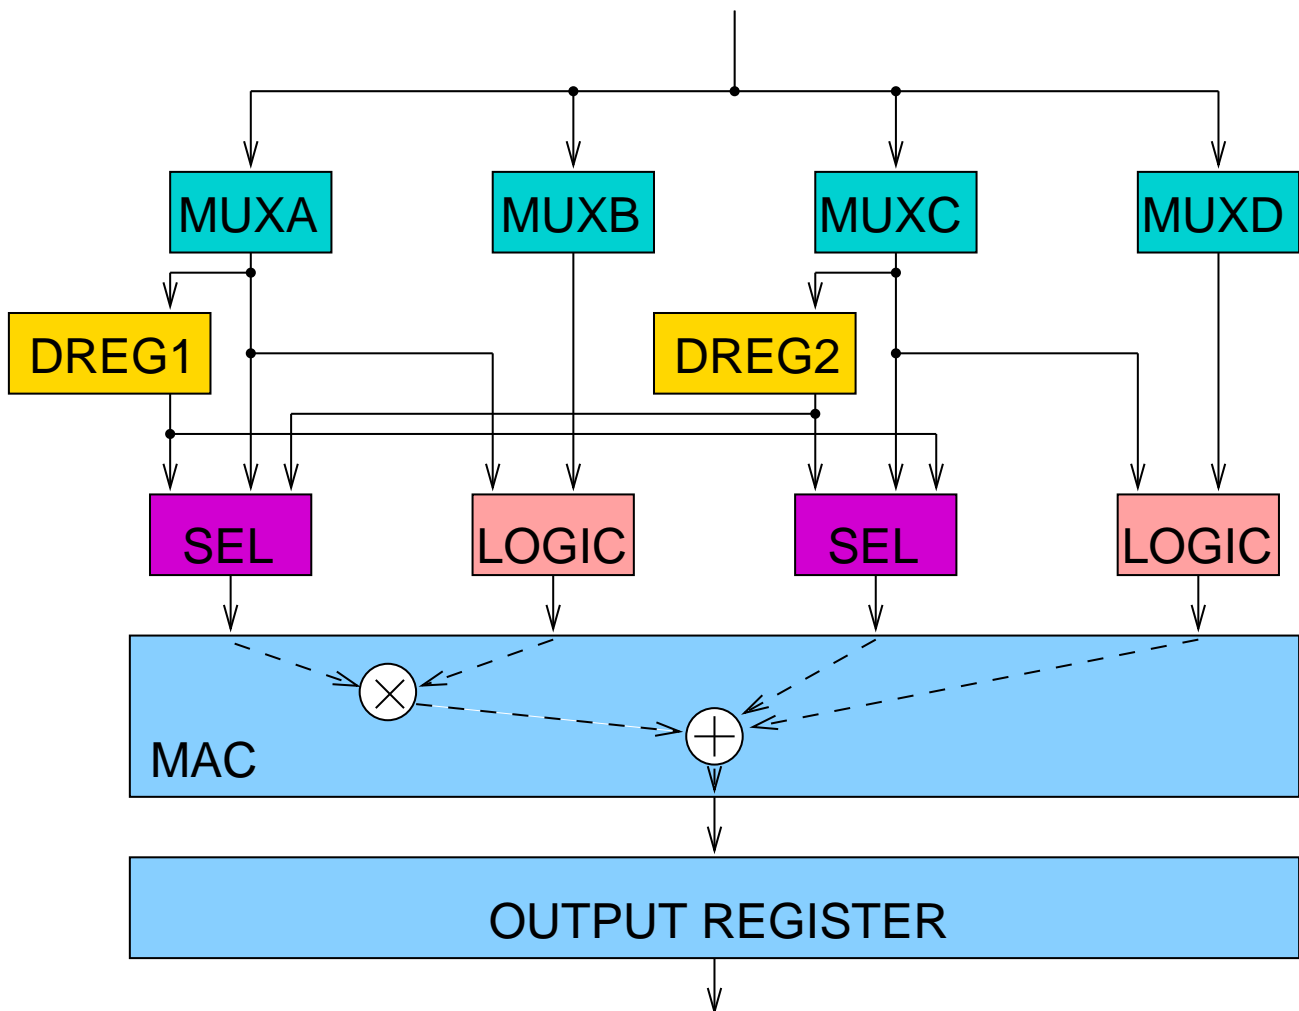 MUXA
MUXB
MUXC
MUXD
DREG1
DREG2
SEL
LOGIC
SEL
LOGIC
MAC
OUTPUT REGISTER